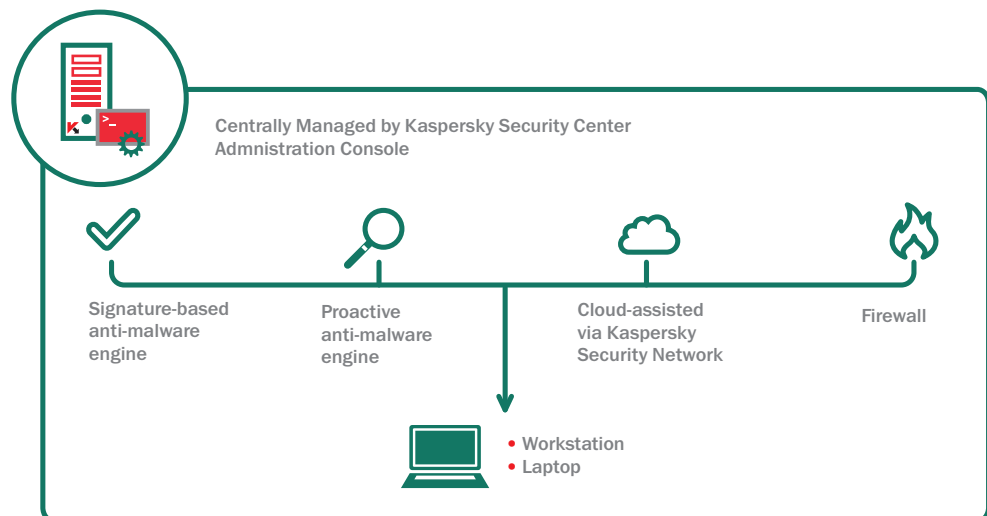 >_
Centrally Managed by Kaspersky Security Center
Admnistration Console
Signature-based
anti-malware
engine
Proactive
anti-malware
engine
Cloud-assisted
via Kaspersky
Security Network
Firewall
• Workstation
• Laptop